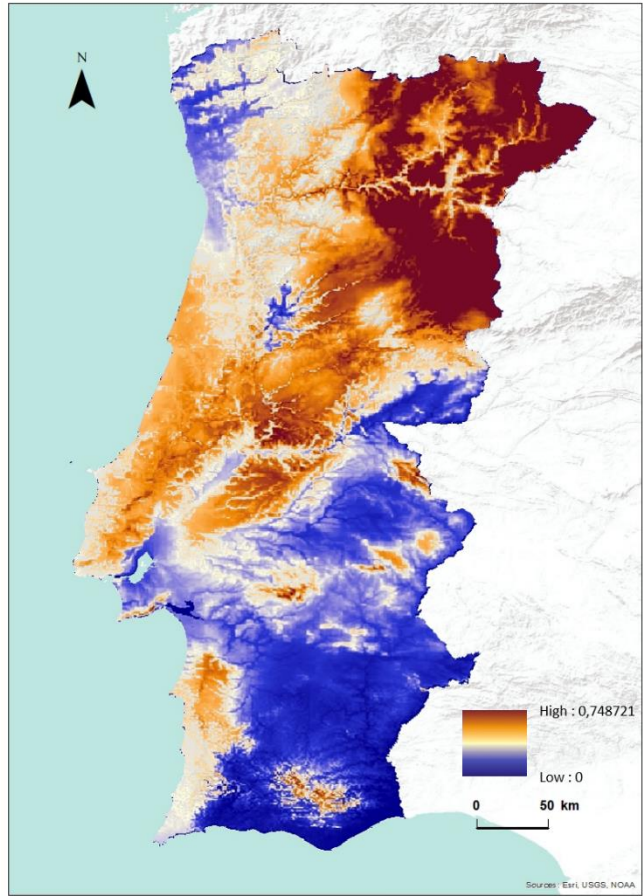 N
High : 0,748721
Low : 0
0 50 km
Sources: Esri, USGS, NOAA